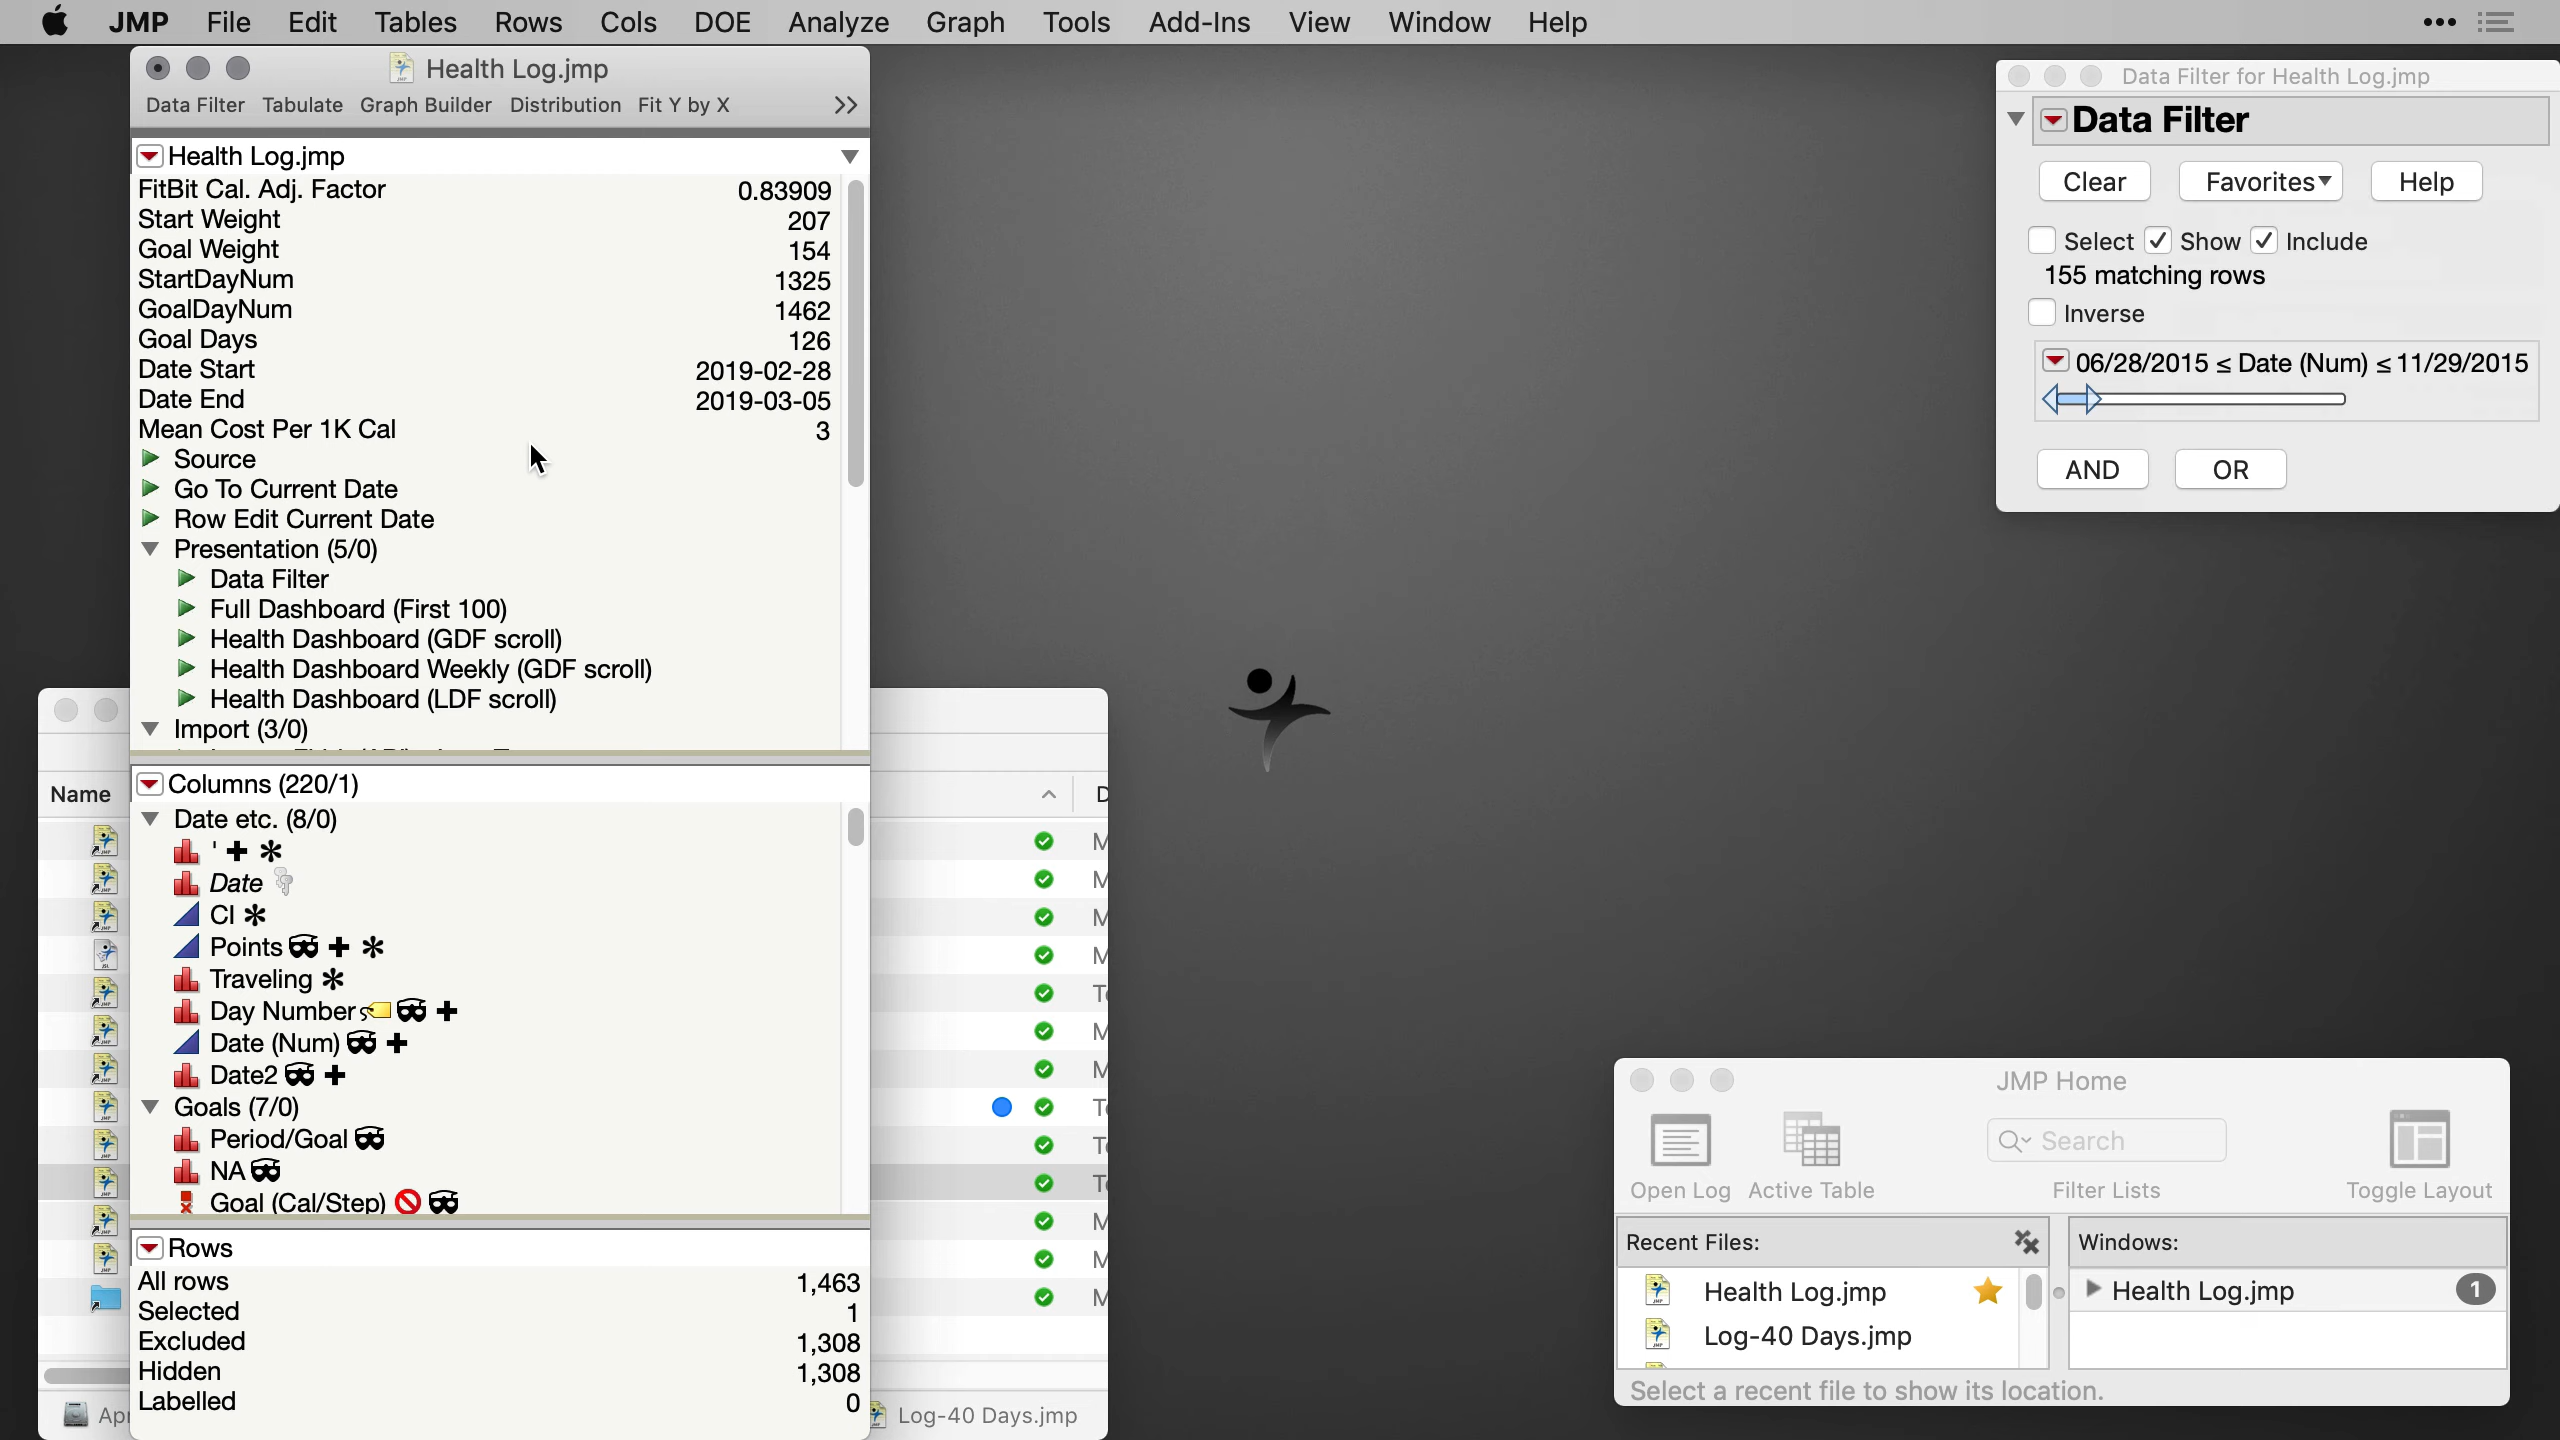 JMP File Edit Tables Rows Cols DOE Analyze Graph Tools Add-Ins View Window Help
Health Log.jmp
Data Filter Tabulate Graph Builder Distribution Fit Y by X
Health Log.jmp
FitBit Cal. Adj. Factor 0.83909
Start Weight 207
Goal Weight 154
StartDayNum 1325
GoalDayNum 1462
Goal Days 126
Date Start 2019-02-28
Date End 2019-03-05
Mean Cost Per 1K Cal 3
Source
Go To Current Date
Row Edit Current Date
Presentation (5/0)
Data Filter
Full Dashboard (First 100)
Health Dashboard (GDF scroll)
Health Dashboard Weekly (GDF scroll)
Health Dashboard (LDF scroll)
Import (3/0)
Columns (220/1)
Date etc. (8/0)
'
Date
CI
Points
Traveling
Day Number
Date (Num)
Date2
Goals (7/0)
Period/Goal
NA
Goal (Cal/Step)
Rows
All rows 1,463
Selected 1
Excluded 1,308
Hidden 1,308
Labelled 0
Name
Log-40 Days.jmp
Data Filter for Health Log.jmp
Data Filter
Clear Favorites Help
Select Show Include
155 matching rows
Inverse
06/28/2015 ≤ Date (Num) ≤ 11/29/2015
AND OR
JMP Home
Search
Open Log Active Table Filter Lists Toggle Layout
Recent Files: Windows:
Health Log.jmp
Log-40 Days.jmp
Health Log.jmp 1
Select a recent file to show its location.